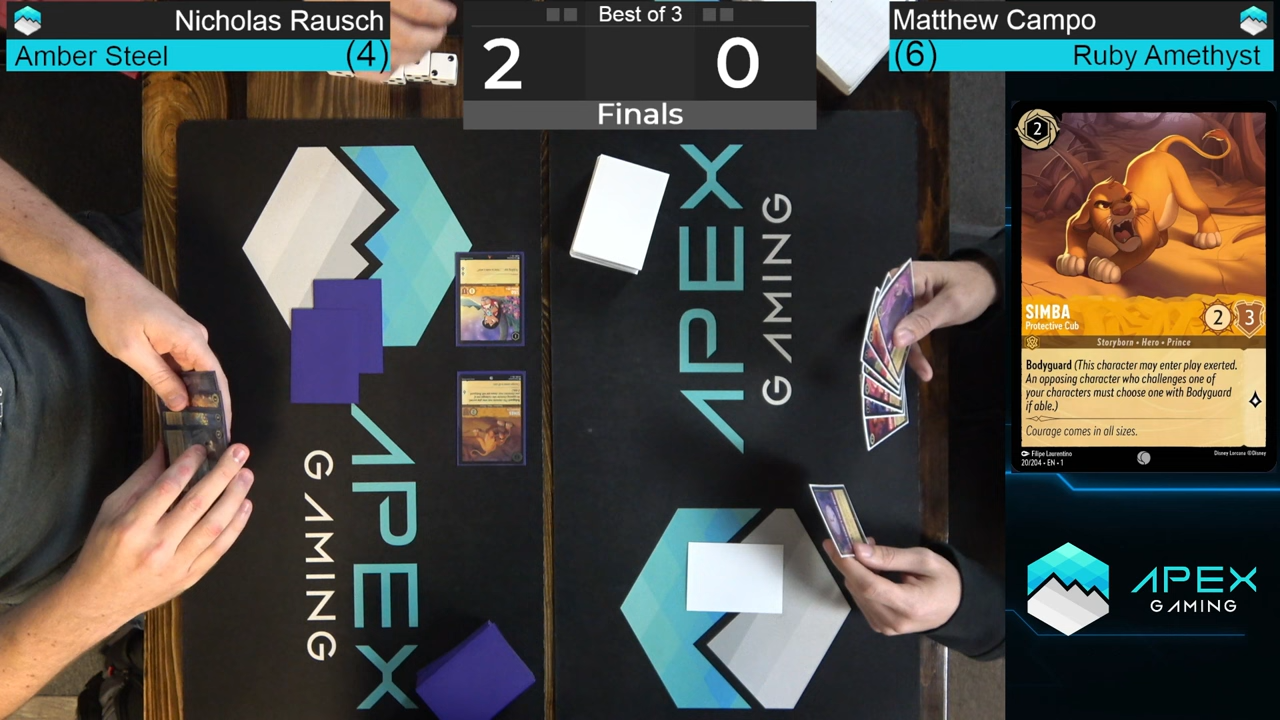 Nicholas Rausch
Amber Steel
(4)
Best of 3
2
0
Finals
Matthew Campo
(6)
Ruby Amethyst
APEX
GAMING
APEX
GAMING
2
SIMBA
Protective Cub
2
3
Storyborn • Hero • Prince
Bodyguard (This character may enter play exerted.
An opposing character who challenges one of
your characters must choose one with Bodyguard
if able.)
Courage comes in all sizes.
Filipe Laurentino
20/204 • EN • 1
Disney Lorcana ©Disney
APEX
GAMING